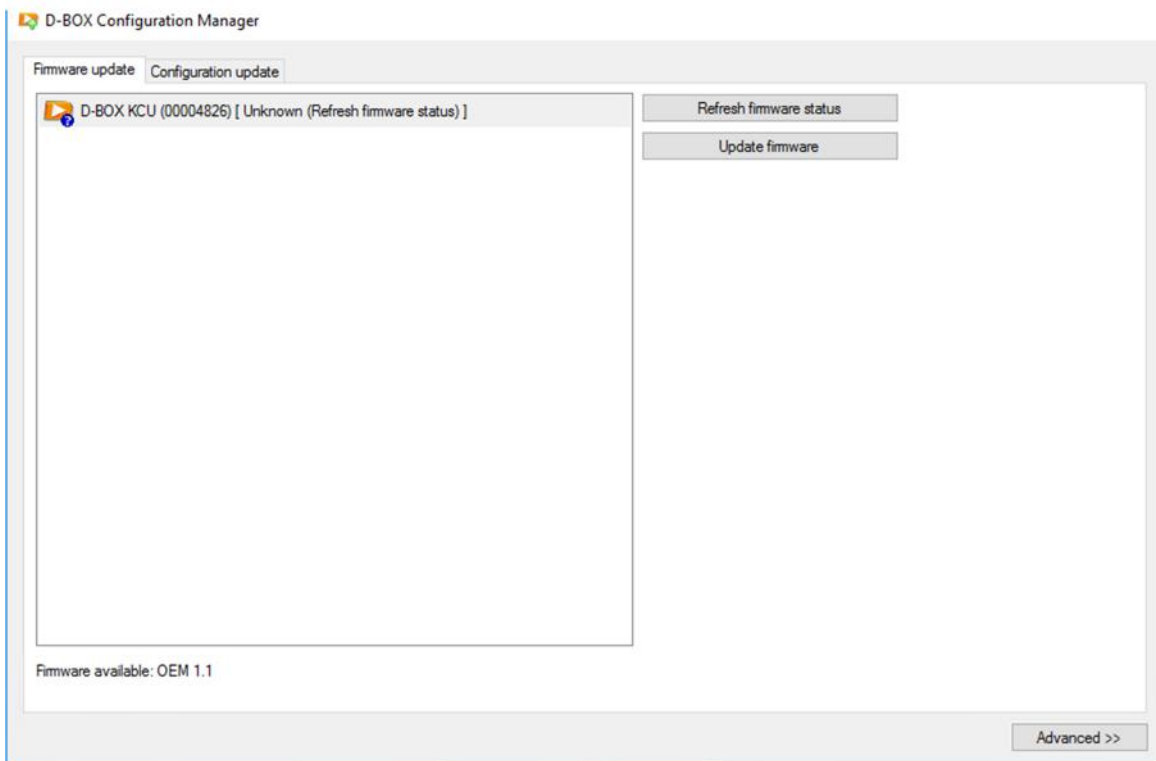 D-BOX Configuration Manager
Firmware update
Configuration update
D-BOX KCU (00004826) [ Unknown (Refresh firmware status) ]
Refresh firmware status
Update firmware
Firmware available: OEM 1.1
Advanced >>